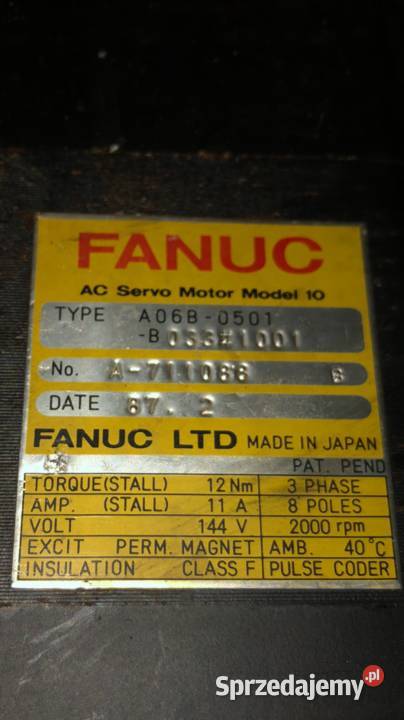 FANUC
AC Servo Motor Model 10
TYPE A06B-0501
-B033#1001
No. A-711088 8
DATE 87. 2
FANUC LTD MADE IN JAPAN
PAT. PEND
TORQUE(STALL) 12 Nm 3 PHASE
AMP. (STALL) 11 A 8 POLES
VOLT 144 V 2000 rpm
EXCIT PERM. MAGNET AMB. 40°C
INSULATION CLASS F PULSE CODER
Sprzedajemy.pl